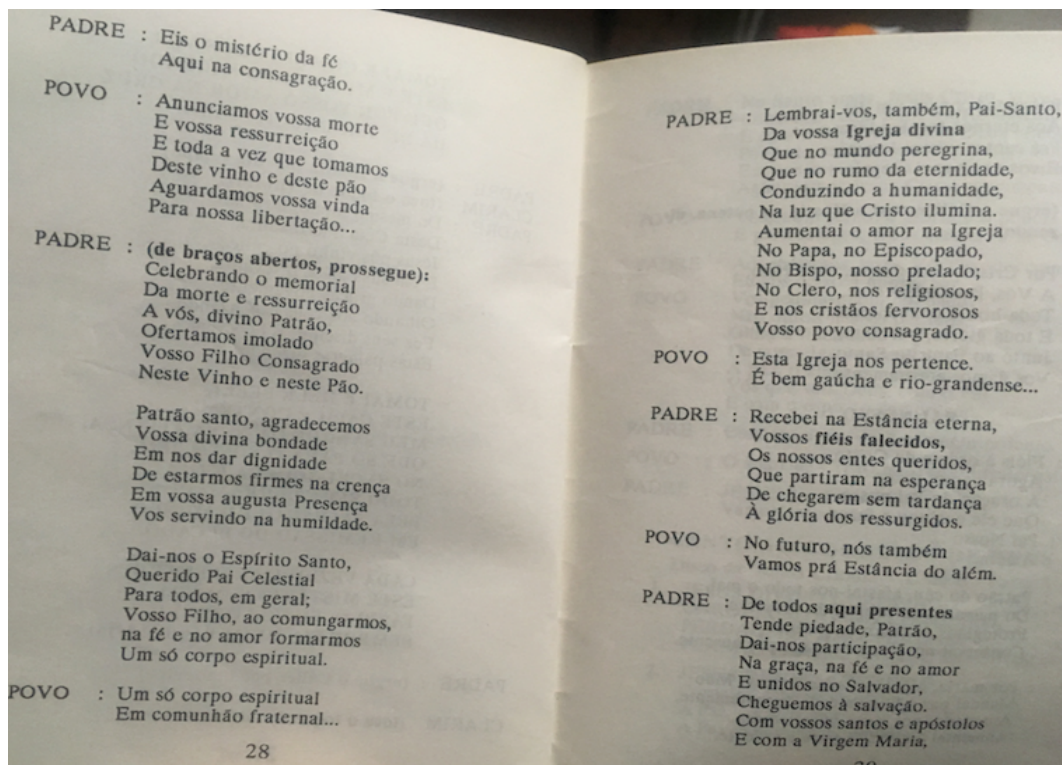 PADRE : Eis o mistério da fé
Aqui na consagração.
POVO : Anunciamos vossa morte
E vossa ressurreição
E toda a vez que tomamos
Deste vinho e deste pão
Aguardamos vossa vinda
Para nossa libertação...
PADRE : (de braços abertos, prossegue):
Celebrando o memorial
Da morte e ressurreição
A vós, divino Patrão,
Ofertamos imolado
Vosso Filho Consagrado
Neste Vinho e neste Pão.
Patrão santo, agradecemos
Vossa divina bondade
Em nos dar dignidade
De estarmos firmes na crença
Em vossa augusta Presença
Vos servindo na humildade.
Dai-nos o Espírito Santo,
Querido Pai Celestial
Para todos, em geral;
Vosso Filho, ao comungarmos,
na fé e no amor formarmos
Um só corpo espiritual.
POVO : Um só corpo espiritual
Em comunhão fraternal...
28
PADRE : Lembrai-vos, também, Pai-Santo,
Da vossa Igreja divina
Que no mundo peregrina,
Que no rumo da eternidade,
Conduzindo a humanidade,
Na luz que Cristo ilumina.
Aumentai o amor na Igreja
No Papa, no Episcopado,
No Bispo, nosso prelado;
No Clero, nos religiosos,
E nos cristãos fervorosos
Vosso povo consagrado.
POVO : Esta Igreja nos pertence.
É bem gaúcha e rio-grandense...
PADRE : Recebei na Estância eterna,
Vossos fiéis falecidos,
Os nossos entes queridos,
Que partiram na esperança
De chegarem sem tardança
À glória dos ressurgidos.
POVO : No futuro, nós também
Vamos prá Estância do além.
PADRE : De todos aqui presentes
Tende piedade, Patrão,
Dai-nos participação,
Na graça, na fé e no amor
E unidos no Salvador,
Cheguemos à salvação.
Com vossos santos e apóstolos
E com a Virgem Maria,